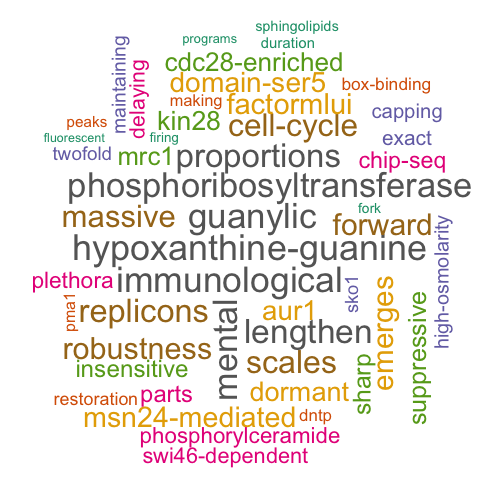 sphingolipids
programs
duration
cdc28-enriched
maintaining
delaying
domain-ser5
box-binding
making
factormlui
capping
peaks
kin28
cell-cycle
fluorescent
firing
exact
twofold
mrc1
proportions
chip-seq
phosphoribosyltransferase
massive
guanylic
fork
forward
hypoxanthine-guanine
high-osmolarity
plethora
immunological
sko1
pma1
replicons
mental
aur1
lengthen
emerges
suppressive
robustness
insensitive
scales
sharp
restoration
parts
dormant
msn24-mediated
dntp
phosphorylceramide
swi46-dependent